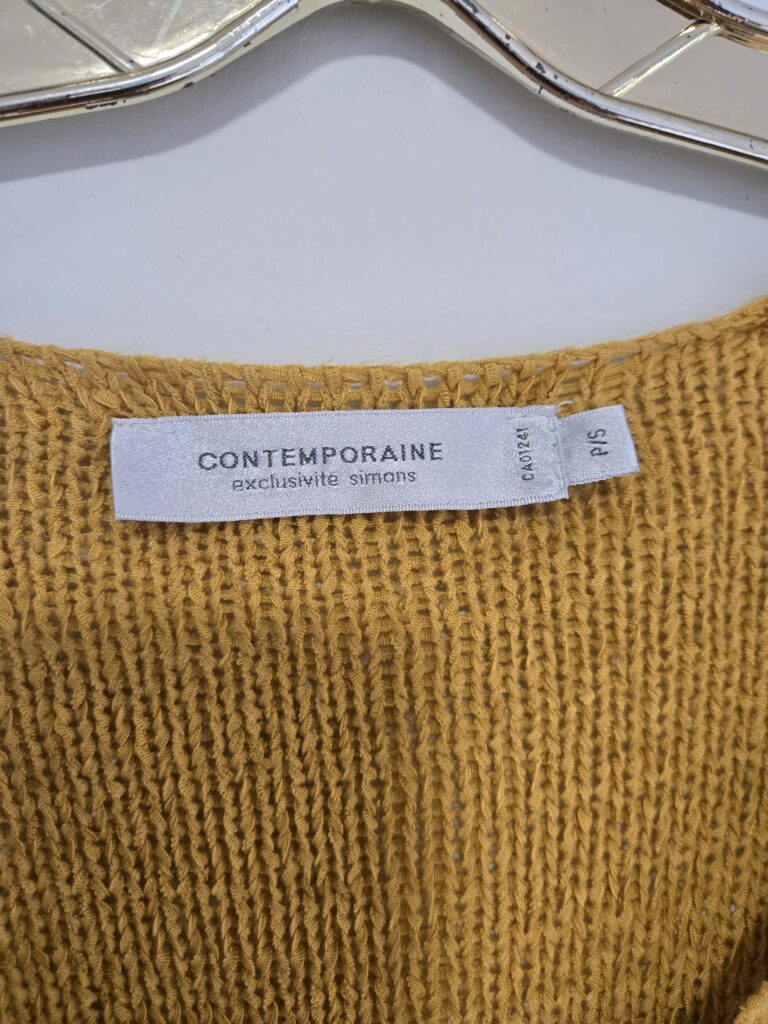 CONTEMPORAINE
exclusivité simons
CA01241
P/S